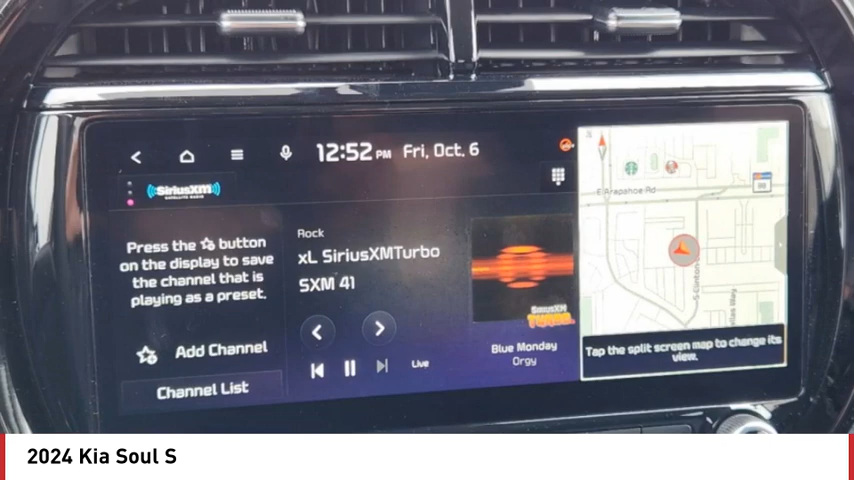 12:52 PM Fri, Oct. 6
SiriusXM
SATELLITE RADIO
Press the button
on the display to save
the channel that is
playing as a preset.
Add Channel
Channel List
Rock
xL SiriusXMTurbo
SXM 41
Live
SiriusXM
TURBO
Blue Monday
Orgy
E Arapahoe Rd
S Clinton
Tap the split screen map to change its
view.
2024 Kia Soul S